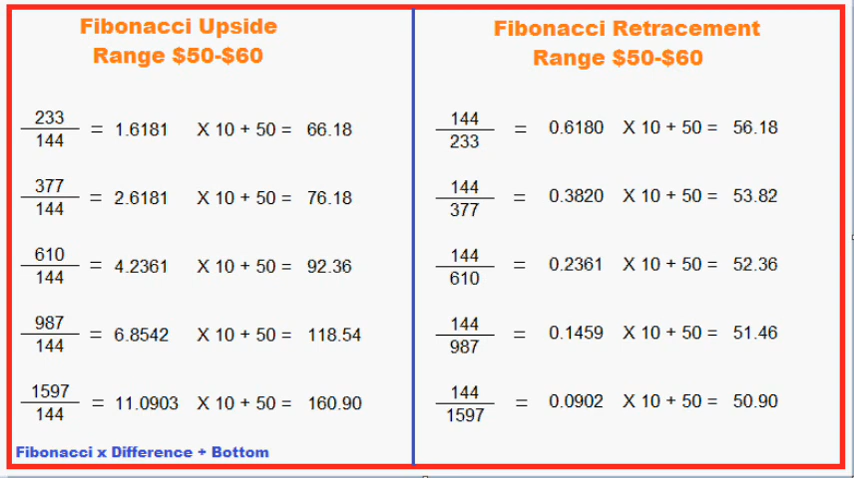 Fibonacci Upside
Range $50-$60
233
144
= 1.6181 X 10 + 50 = 66.18
377
144
= 2.6181 X 10 + 50 = 76.18
610
144
= 4.2361 X 10 + 50 = 92.36
987
144
= 6.8542 X 10 + 50 = 118.54
1597
144
= 11.0903 X 10 + 50 = 160.90
Fibonacci x Difference + Bottom
Fibonacci Retracement
Range $50-$60
144
233
= 0.6180 X 10 + 50 = 56.18
144
377
= 0.3820 X 10 + 50 = 53.82
144
610
= 0.2361 X 10 + 50 = 52.36
144
987
= 0.1459 X 10 + 50 = 51.46
144
1597
= 0.0902 X 10 + 50 = 50.90